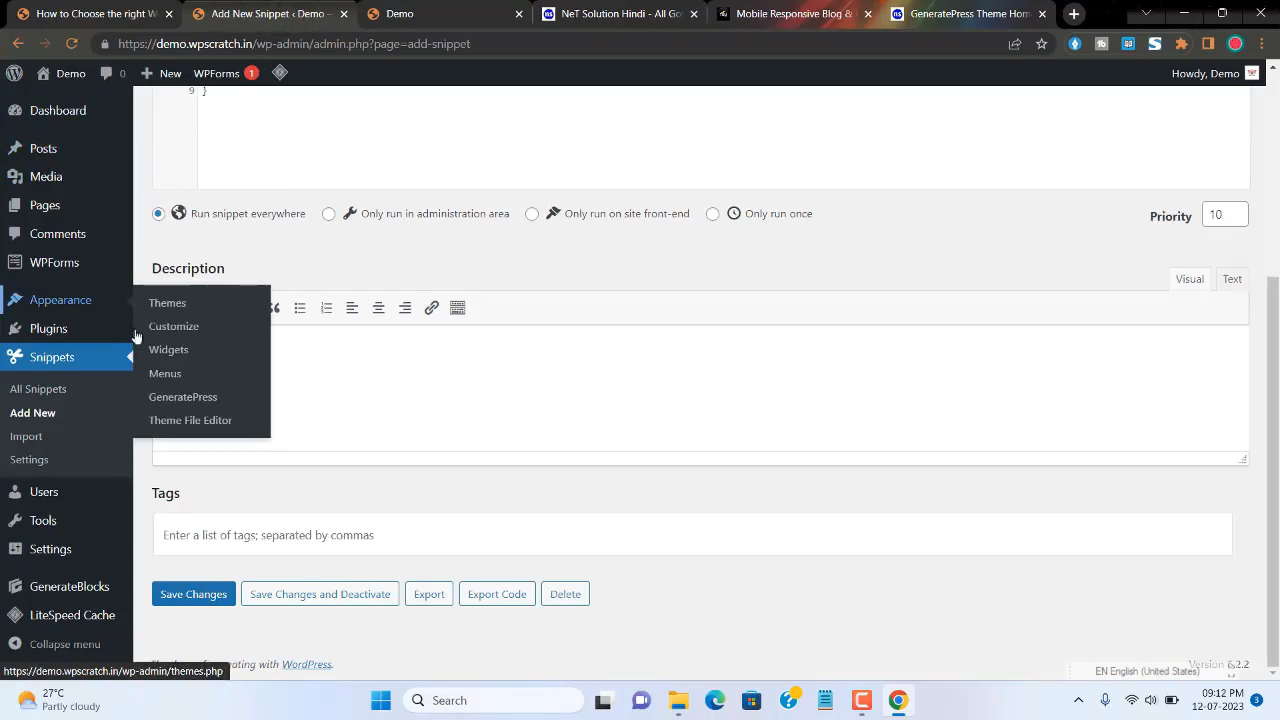 How to Choose the right W
Add New Snippet ‹ Demo —
Demo
NeT Solution Hindi - All Go
Mobile Responsive Blog &
GeneratePress Theme Hom
https://demo.wpscratch.in/wp-admin/admin.php?page=add-snippet
Demo 0 New WPForms 1
Howdy, Demo
Dashboard
Posts
Media
Pages
Comments
WPForms
Appearance
Plugins
Snippets
All Snippets
Add New
Import
Settings
Users
Tools
Settings
GenerateBlocks
LiteSpeed Cache
Collapse menu
Themes
Customize
Widgets
Menus
GeneratePress
Theme File Editor
9 }
Run snippet everywhere Only run in administration area Only run on site front-end Only run once Priority 10
Description
Visual Text
Tags
Enter a list of tags; separated by commas
Save Changes Save Changes and Deactivate Export Export Code Delete
https://demo.wpscratch.in/wp-admin/themes.php
with WordPress.
EN English (United States)
27°C
Partly cloudy
Search
09:12 PM
12-07-2023
3